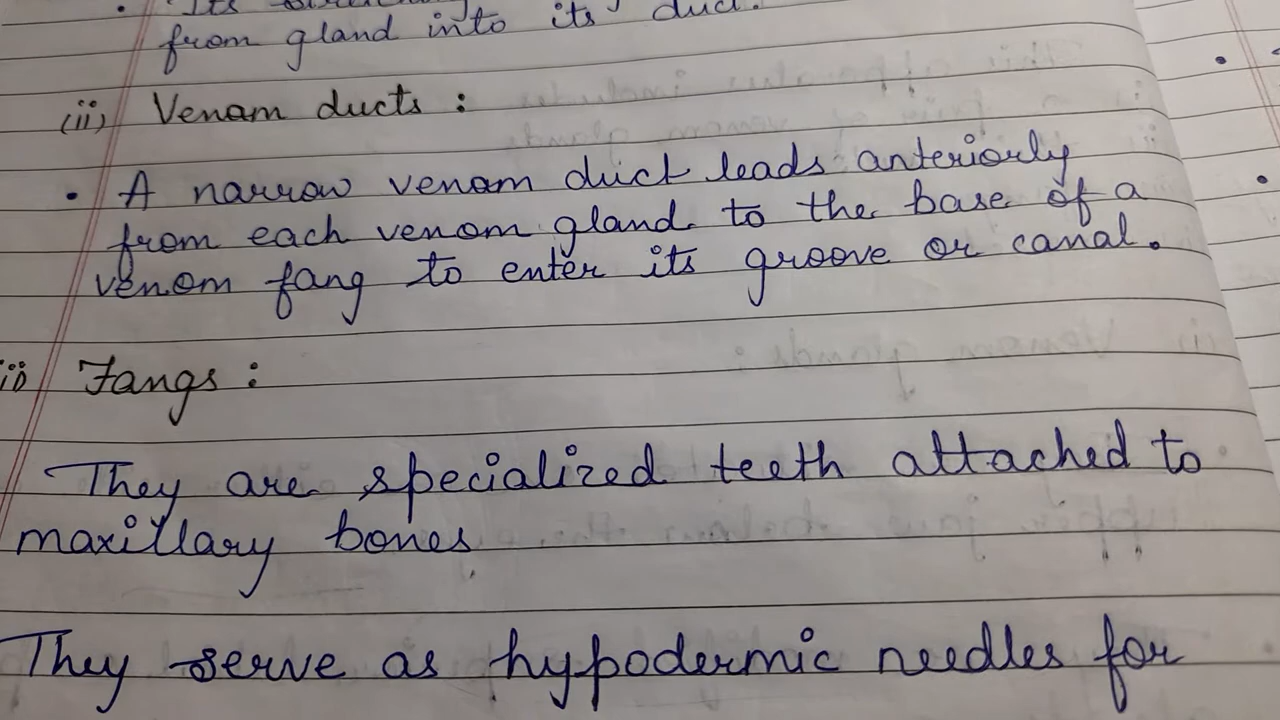 from gland into its duct.
(ii) Venam ducts :
• A narrow venam duct leads anteriorly
from each venom gland to the base of a
venom fang to enter its groove or canal.
Fangs :
They are specialized teeth attached to
maxillary bones
They serve as hypodermic needles for